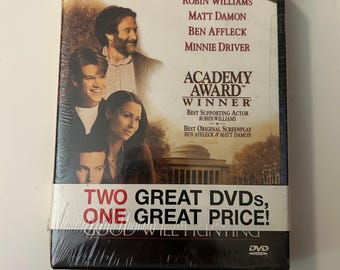 ROBIN WILLIAMS
MATT DAMON
BEN AFFLECK
MINNIE DRIVER
ACADEMY
AWARD™
WINNER
BEST SUPPORTING ACTOR
ROBIN WILLIAMS
BEST ORIGINAL SCREENPLAY
BEN AFFLECK & MATT DAMON
TWO GREAT DVDs,
ONE GREAT PRICE!
GOOD WILL HUNTING
DVD